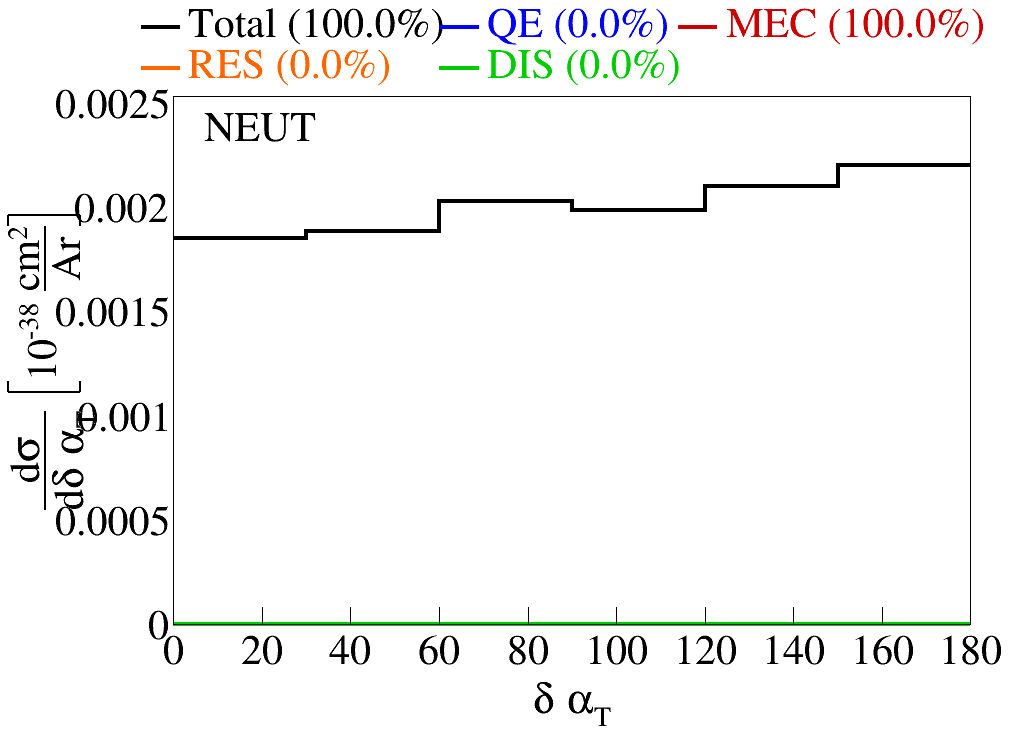 Total (100.0%) QE (0.0%) MEC (100.0%)
RES (0.0%) DIS (0.0%)
NEUT
0.0025
0.002
0.0015
0.001
0.0005
0
dσ/dδ α_T [10^-38 cm^2/Ar]
0 20 40 60 80 100 120 140 160 180
δ α_T